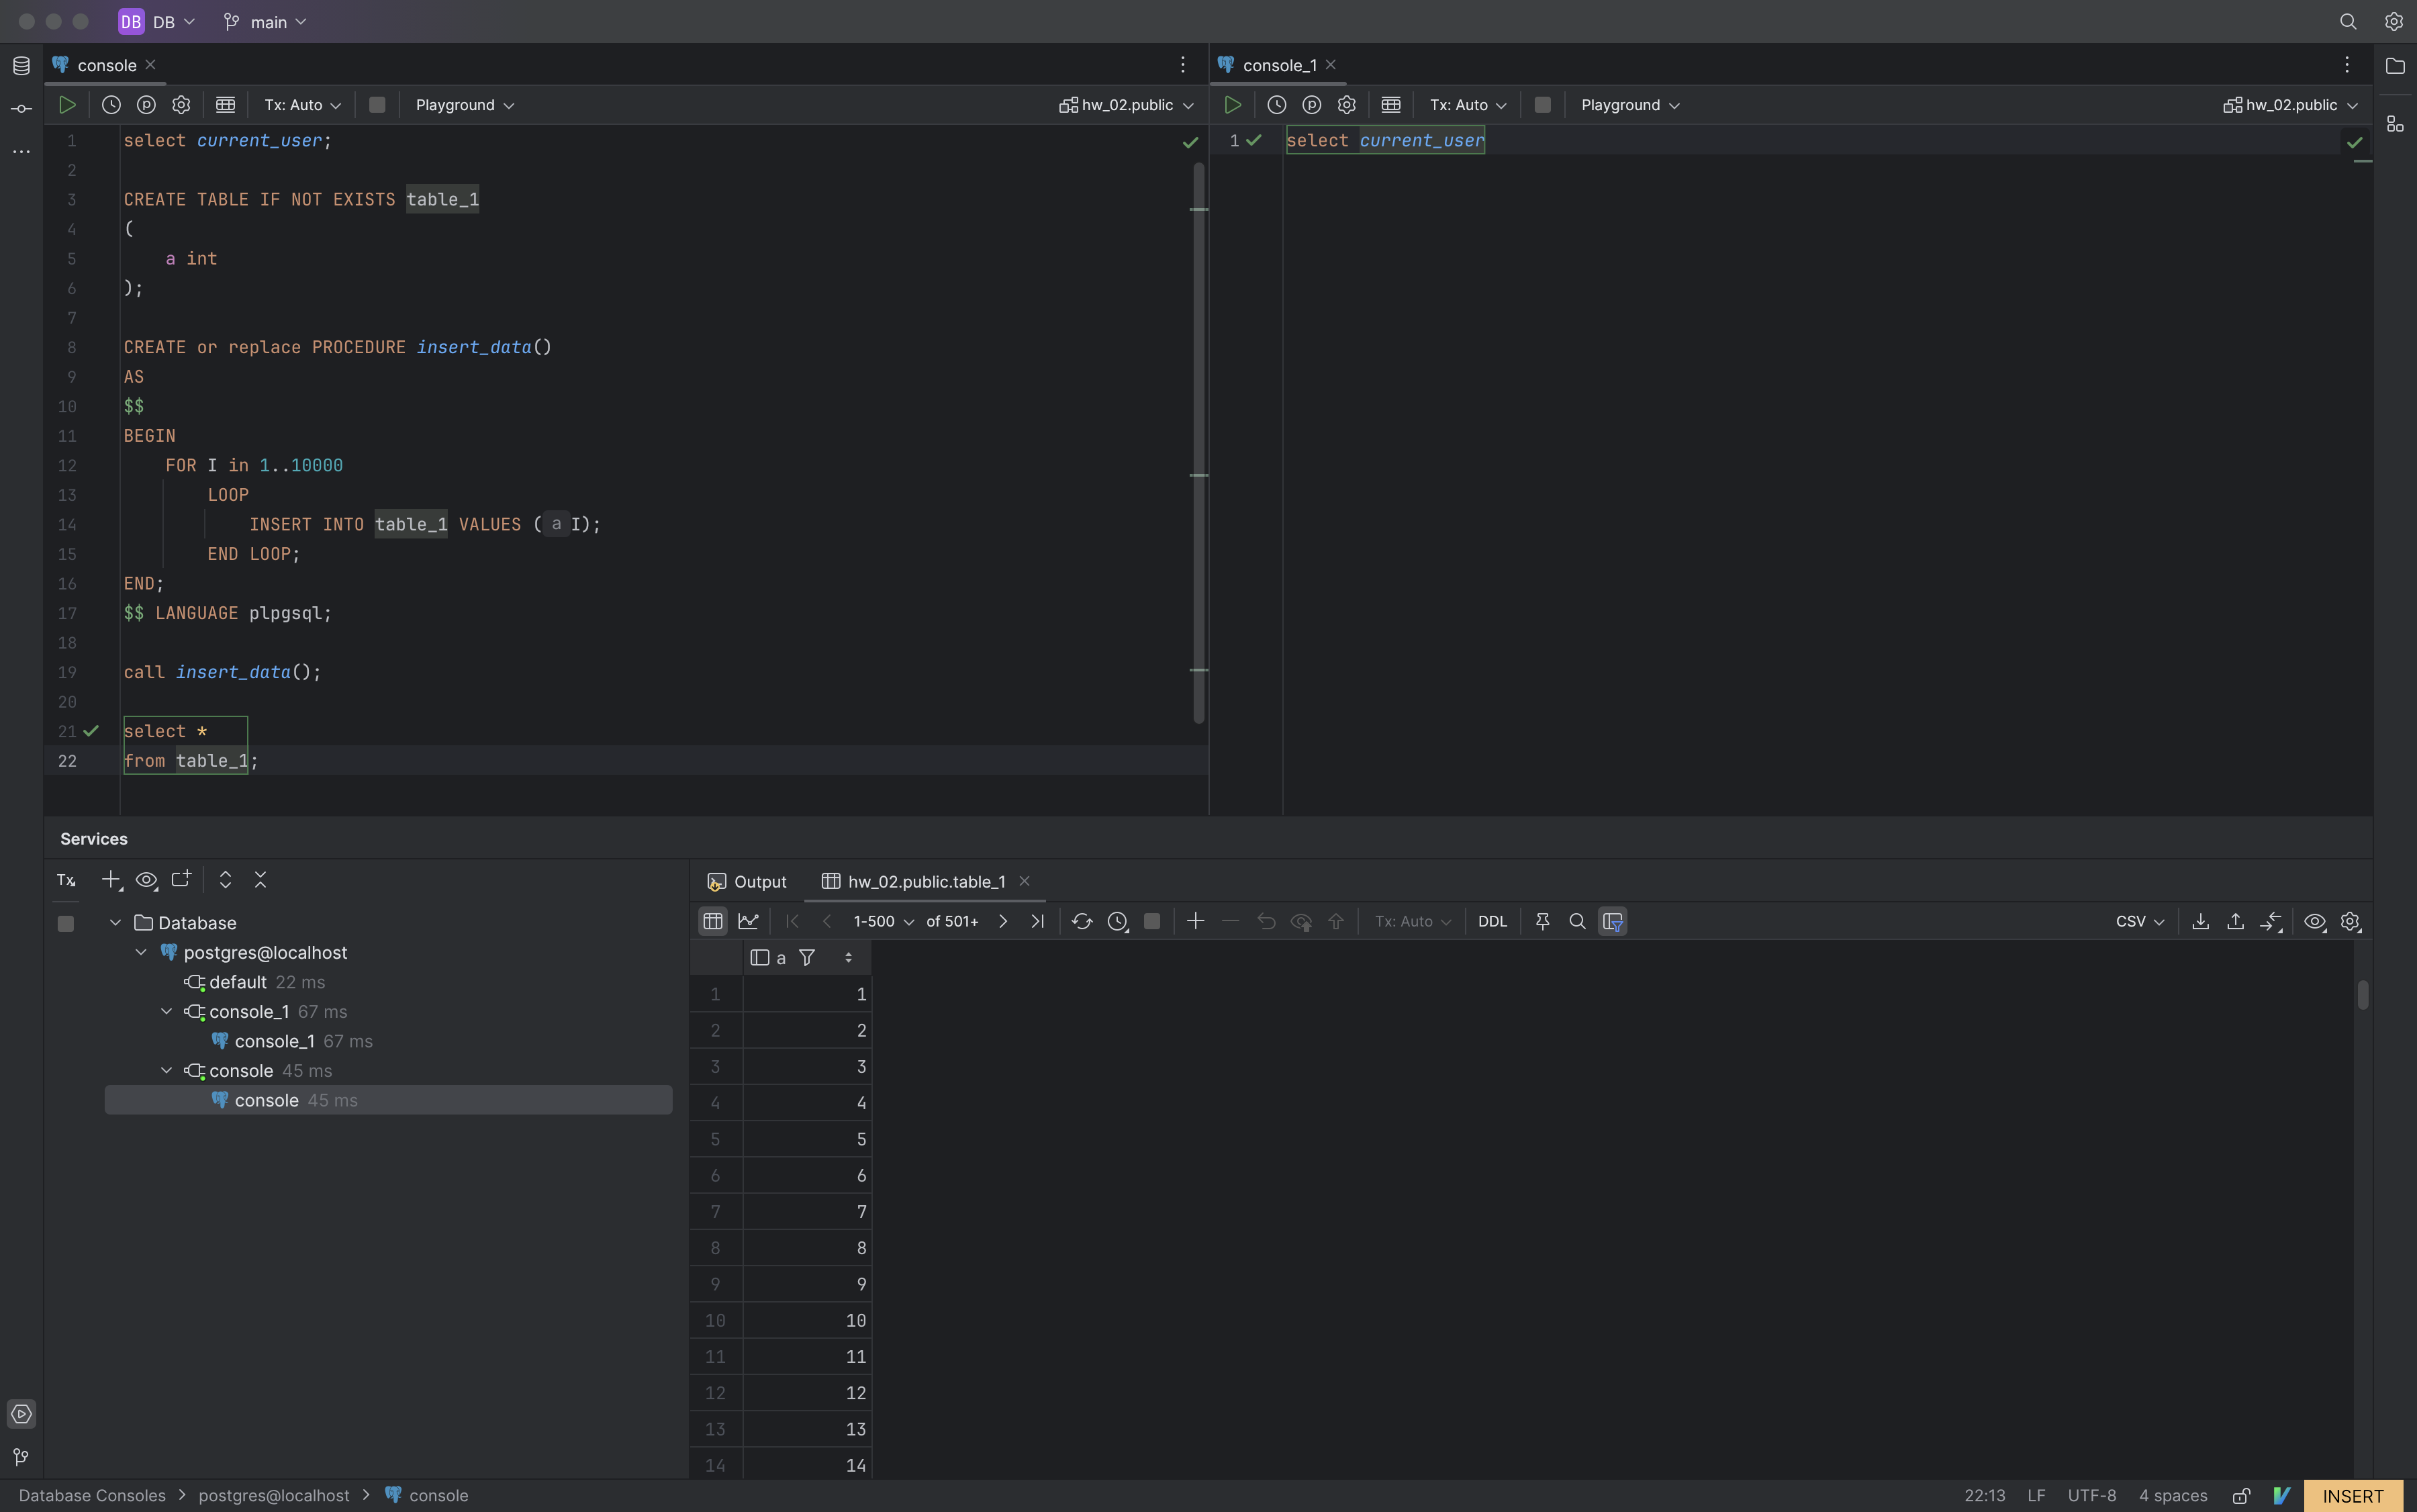 DB DB main
console
console_1
Tx: Auto Playground hw_02.public
Tx: Auto Playground hw_02.public
1 select current_user;
2
3 CREATE TABLE IF NOT EXISTS table_1
4 (
5 a int
6 );
7
8 CREATE or replace PROCEDURE insert_data()
9 AS
10 $$
11 BEGIN
12 FOR I in 1..10000
13 LOOP
14 INSERT INTO table_1 VALUES ( a I);
15 END LOOP;
16 END;
17 $$ LANGUAGE plpgsql;
18
19 call insert_data();
20
21 select *
22 from table_1;
1 select current_user
Services
Tx
Database
postgres@localhost
default 22 ms
console_1 67 ms
console_1 67 ms
console 45 ms
console 45 ms
Output hw_02.public.table_1
1-500 of 501+ Tx: Auto DDL CSV
a
1 1
2 2
3 3
4 4
5 5
6 6
7 7
8 8
9 9
10 10
11 11
12 12
13 13
14 14
Database Consoles > postgres@localhost > console
22:13 LF UTF-8 4 spaces INSERT